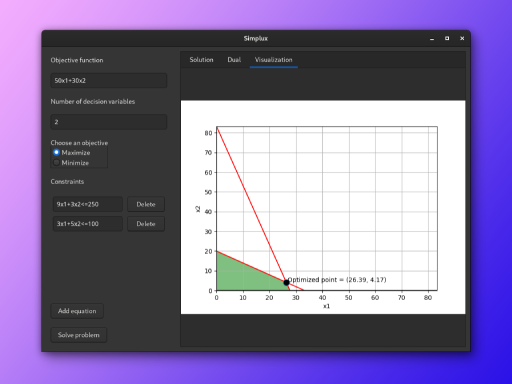 Simplux
Objective function
50x1+30x2
Number of decision variables
2
Choose an objective
Maximize
Minimize
Constraints
9x1+3x2<=250
Delete
3x1+5x2<=100
Delete
Add equation
Solve problem
Solution
Dual
Visualization
80
70
60
50
40
30
20
10
0
x2
Optimized point = (26.39, 4.17)
0 10 20 30 40 50 60 70 80
x1